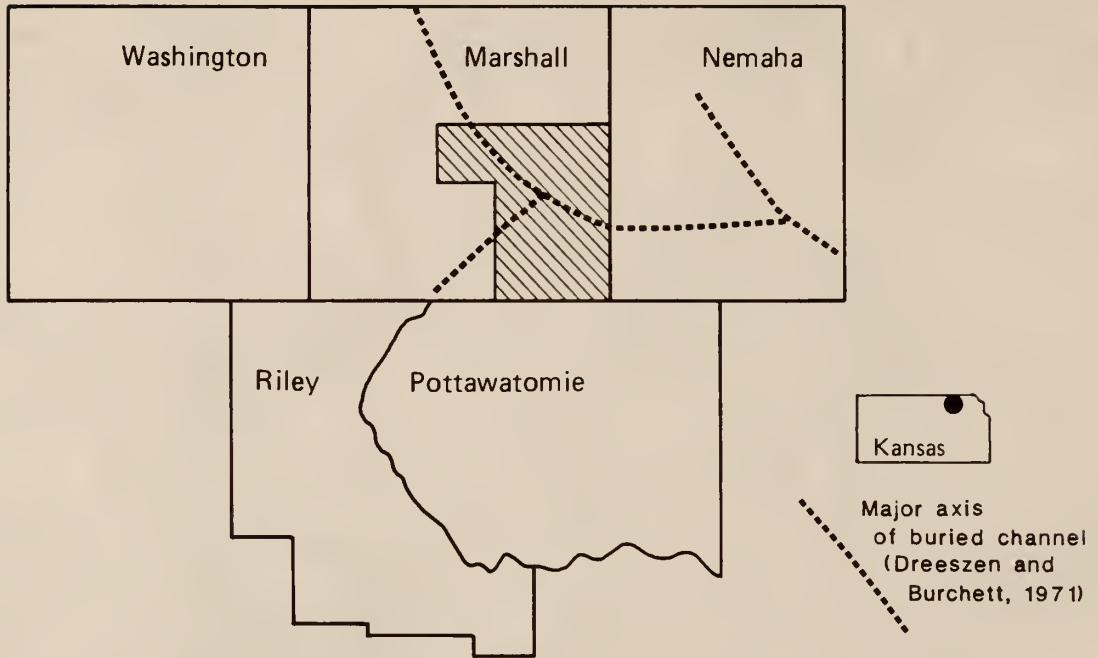 Washington
Marshall
Nemaha
Riley
Pottawatomie
Kansas
Major axis
of buried channel
(Dreeszen and
Burchett, 1971)